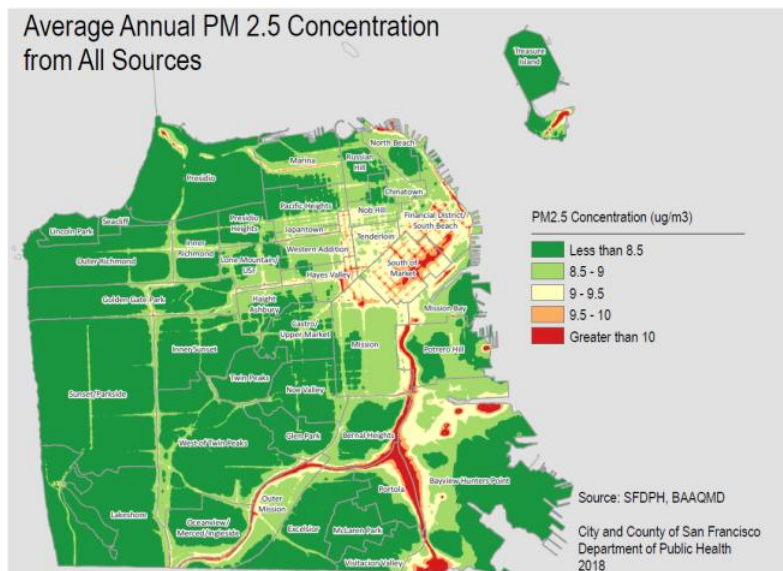 Average Annual PM 2.5 Concentration
from All Sources
Treasure
Island
North Beach
Marina
Russian
Hill
Presidio
Chinatown
Pacific Heights
Nob Hill
Financial District/
South Beach
Seacliff
Lincoln Park
Presidio
Heights
Japantown
Tenderloin
Inner
Richmond
Western Addition
Outer Richmond
Lone Mountain/
USF
South of
Market
Hayes Valley
Golden Gate Park
Haight
Ashbury
Mission Bay
Castro/
Upper Market
Mission
Potrero Hill
Inner Sunset
Twin Peaks
Sunset/Parkside
Noe Valley
West of Twin Peaks
Glen Park
Bernal Heights
Bayview Hunters Point
Portola
Outer
Mission
Lakeshore
Oceanview/
Merced/Ingleside
Excelsior
McLaren Park
Visitacion Valley
PM2.5 Concentration (ug/m3)
Less than 8.5
8.5 - 9
9 - 9.5
9.5 - 10
Greater than 10
Source: SFDPH, BAAQMD
City and County of San Francisco
Department of Public Health
2018